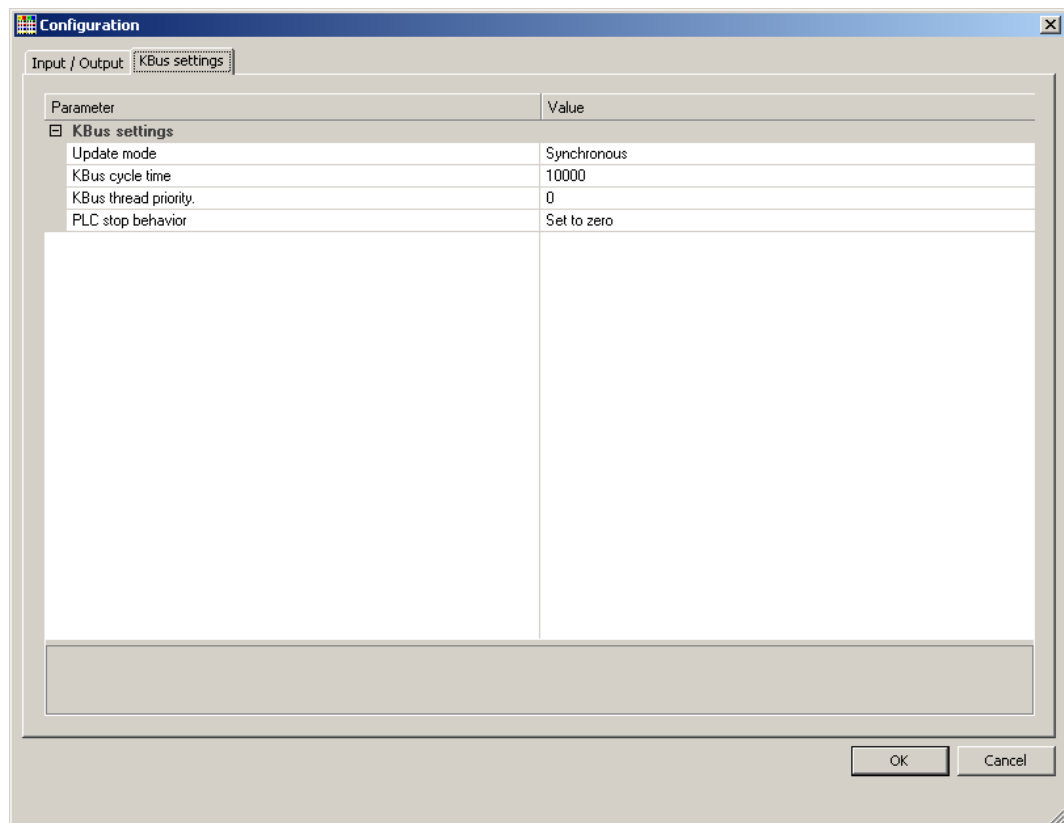 Configuration
Input / Output KBus settings
Parameter Value
KBus settings
Update mode Synchronous
KBus cycle time 10000
KBus thread priority. 0
PLC stop behavior Set to zero
OK Cancel